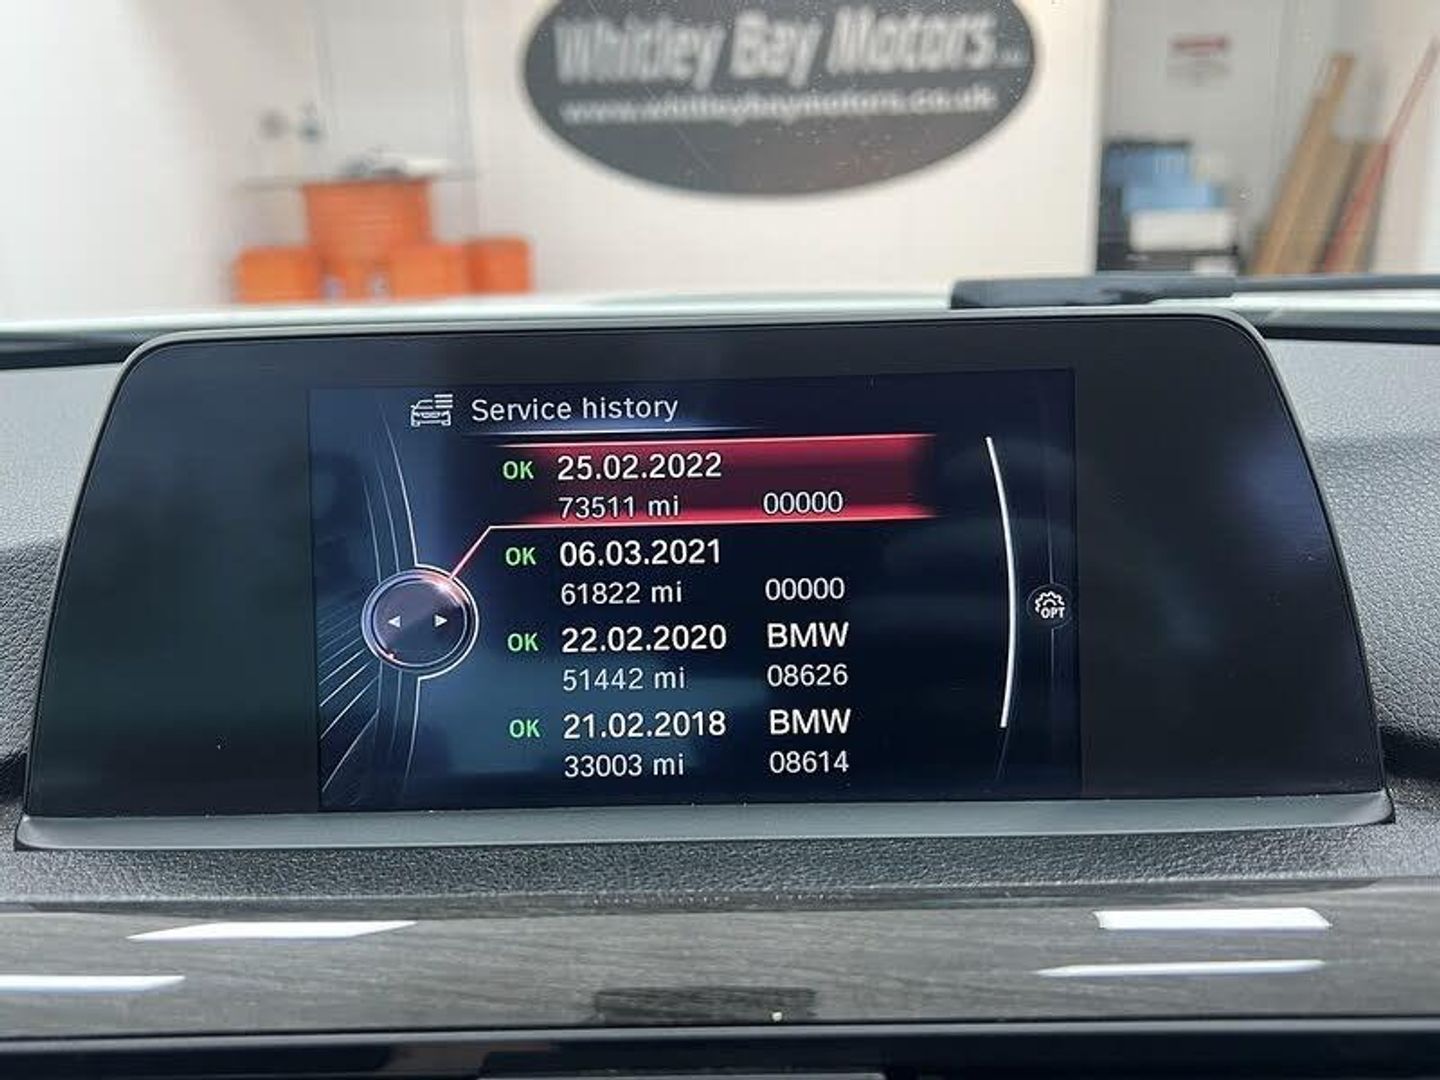 Whitley Bay Motors
www.whitleybaymotors.co.uk
Service history
OK 25.02.2022
73511 mi 00000
OK 06.03.2021
61822 mi 00000
OK 22.02.2020 BMW
51442 mi 08626
OK 21.02.2018 BMW
33003 mi 08614
OPT